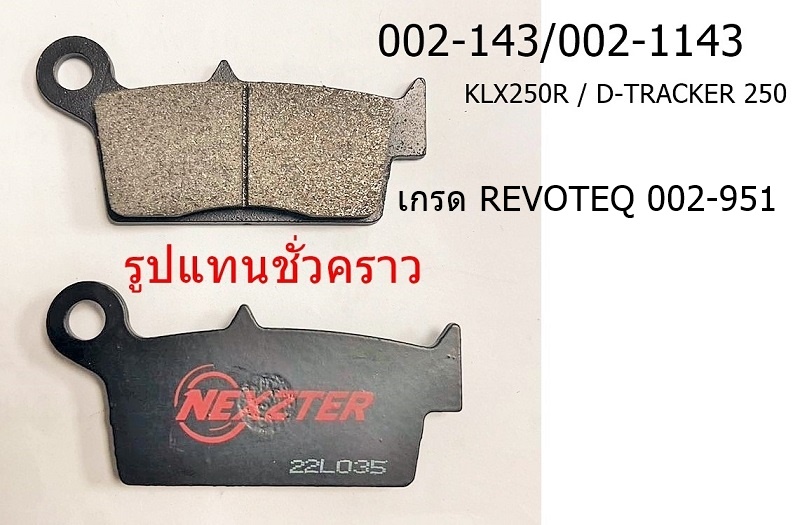 002-143/002-1143
KLX250R / D-TRACKER 250
เกรด REVOTEQ 002-951
รูปแทนชั่วคราว
NEXZTER
22L035